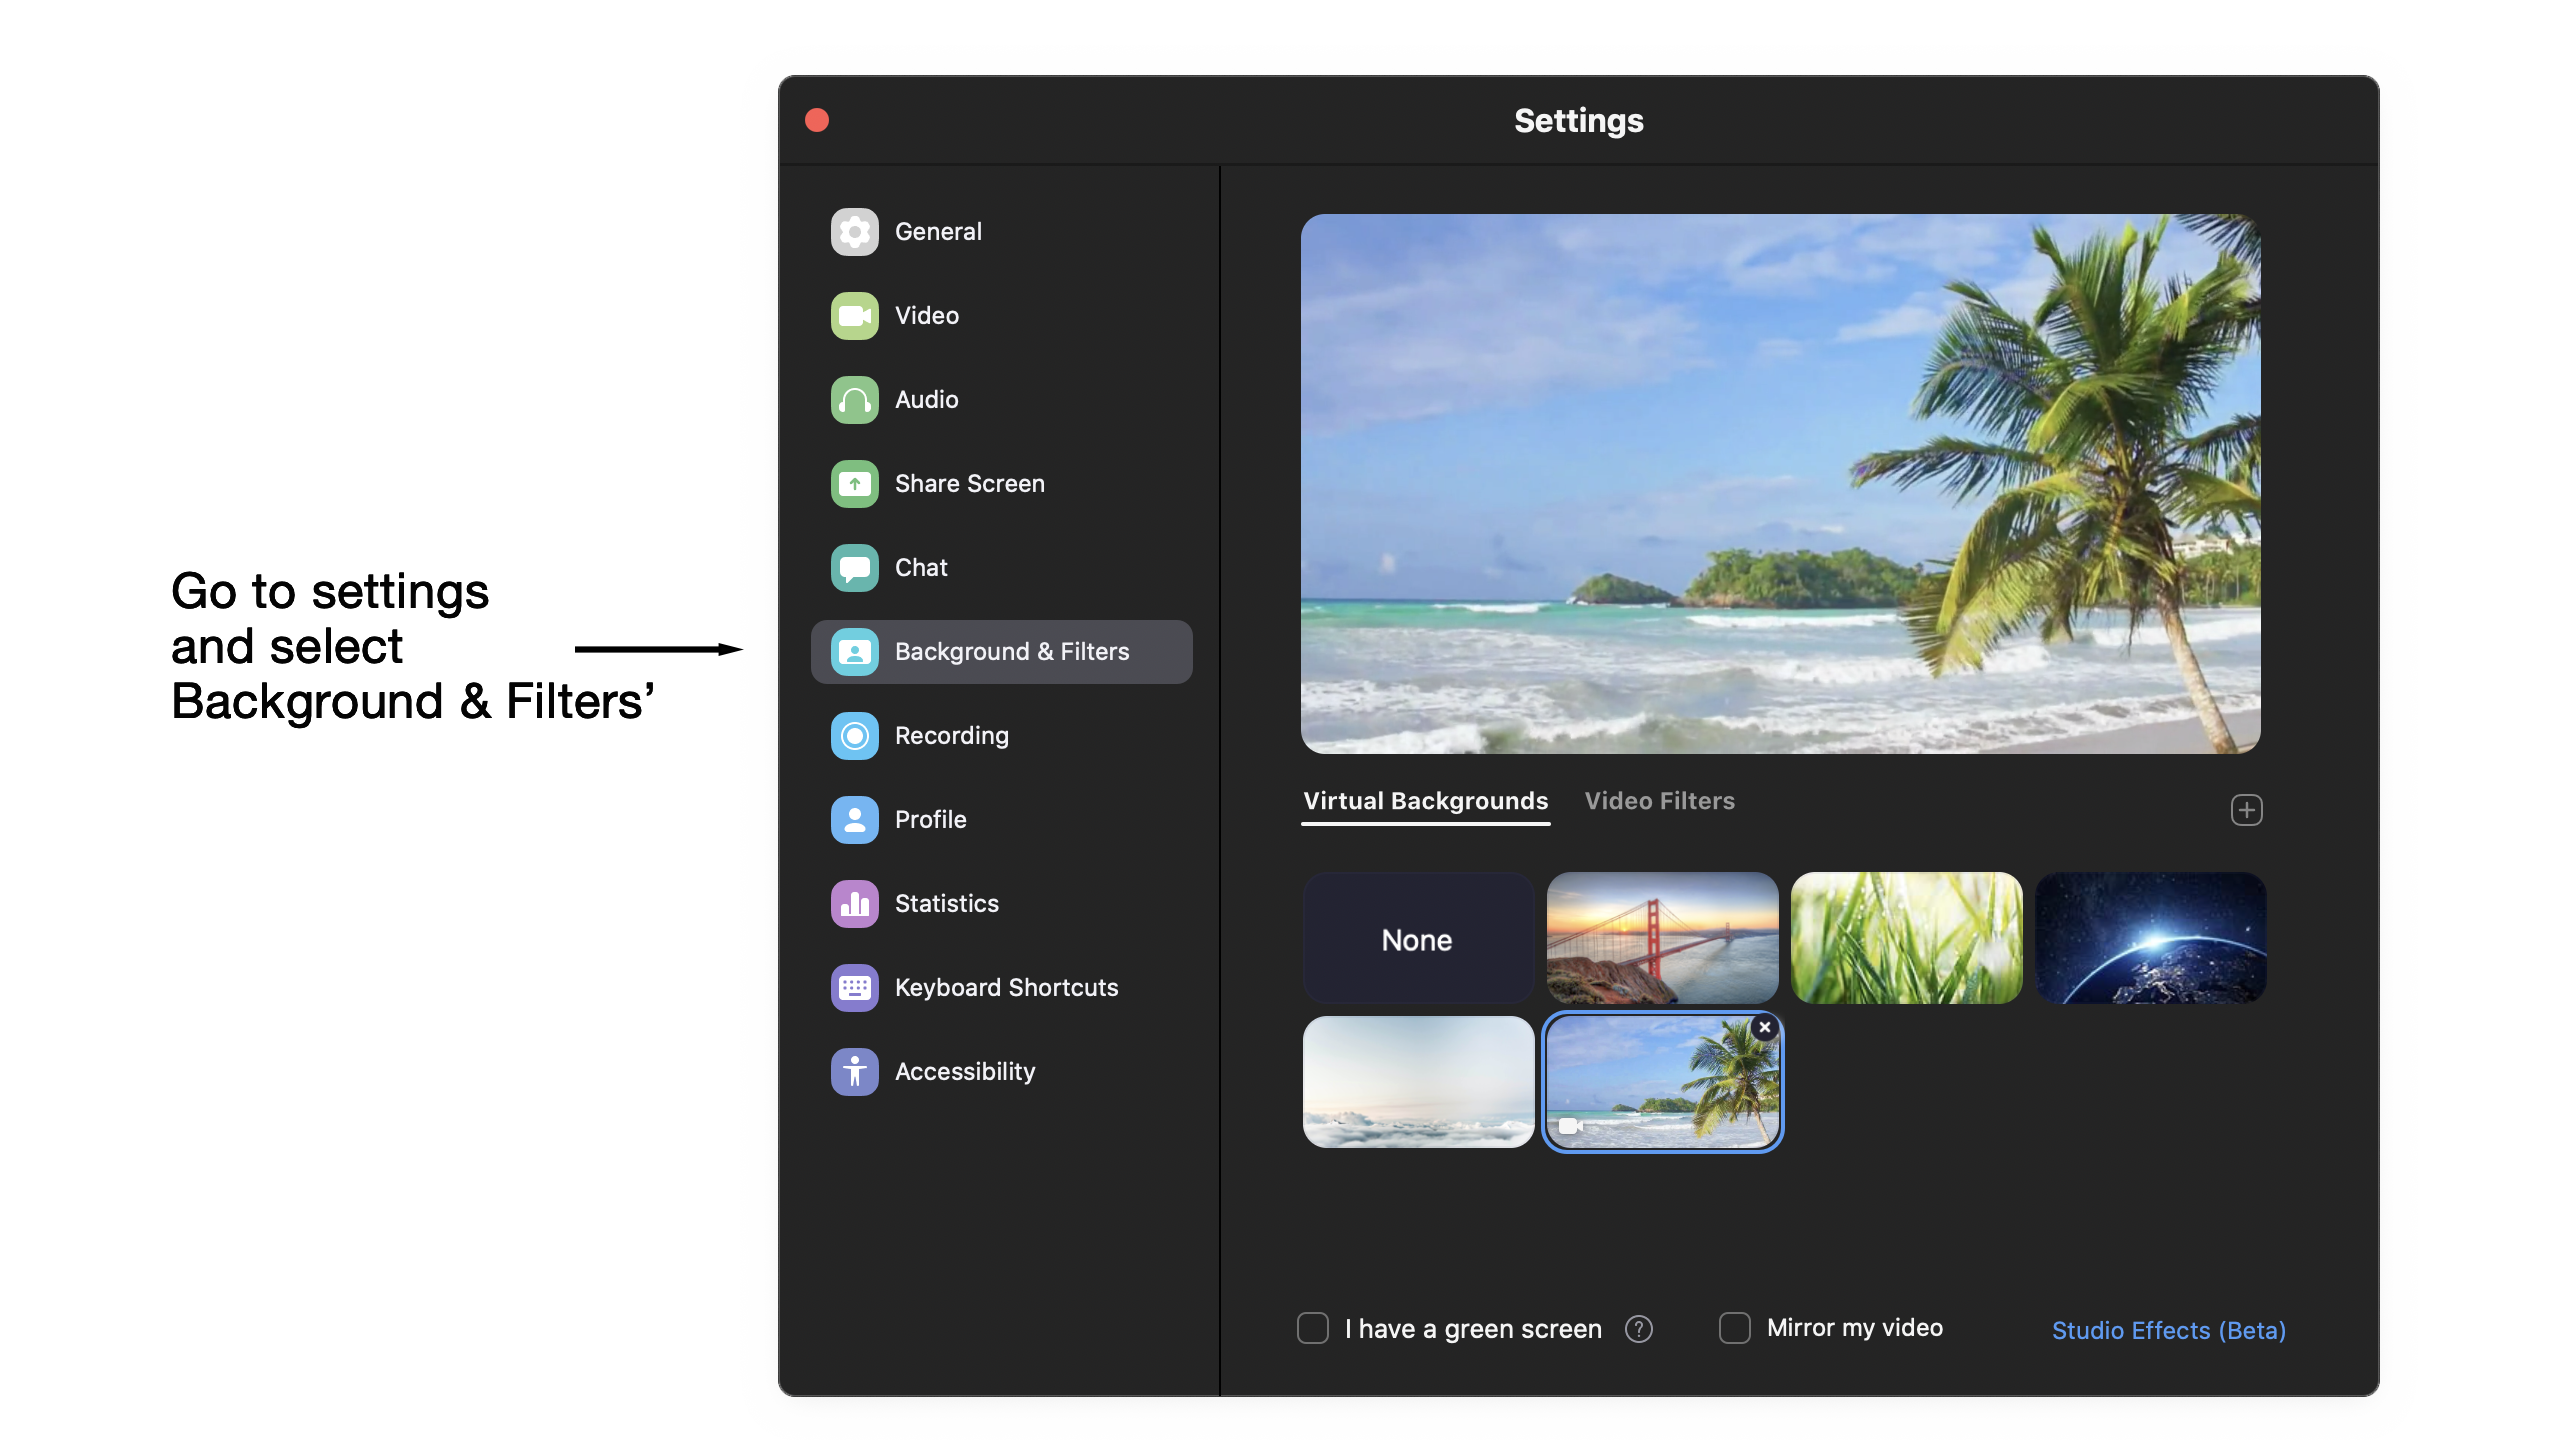 Settings
General
Video
Audio
Share Screen
Chat
Go to settings
and select
Background & Filters’
Background & Filters
Recording
Profile
Statistics
Keyboard Shortcuts
Accessibility
Virtual Backgrounds
Video Filters
None
I have a green screen
?
Mirror my video
Studio Effects (Beta)